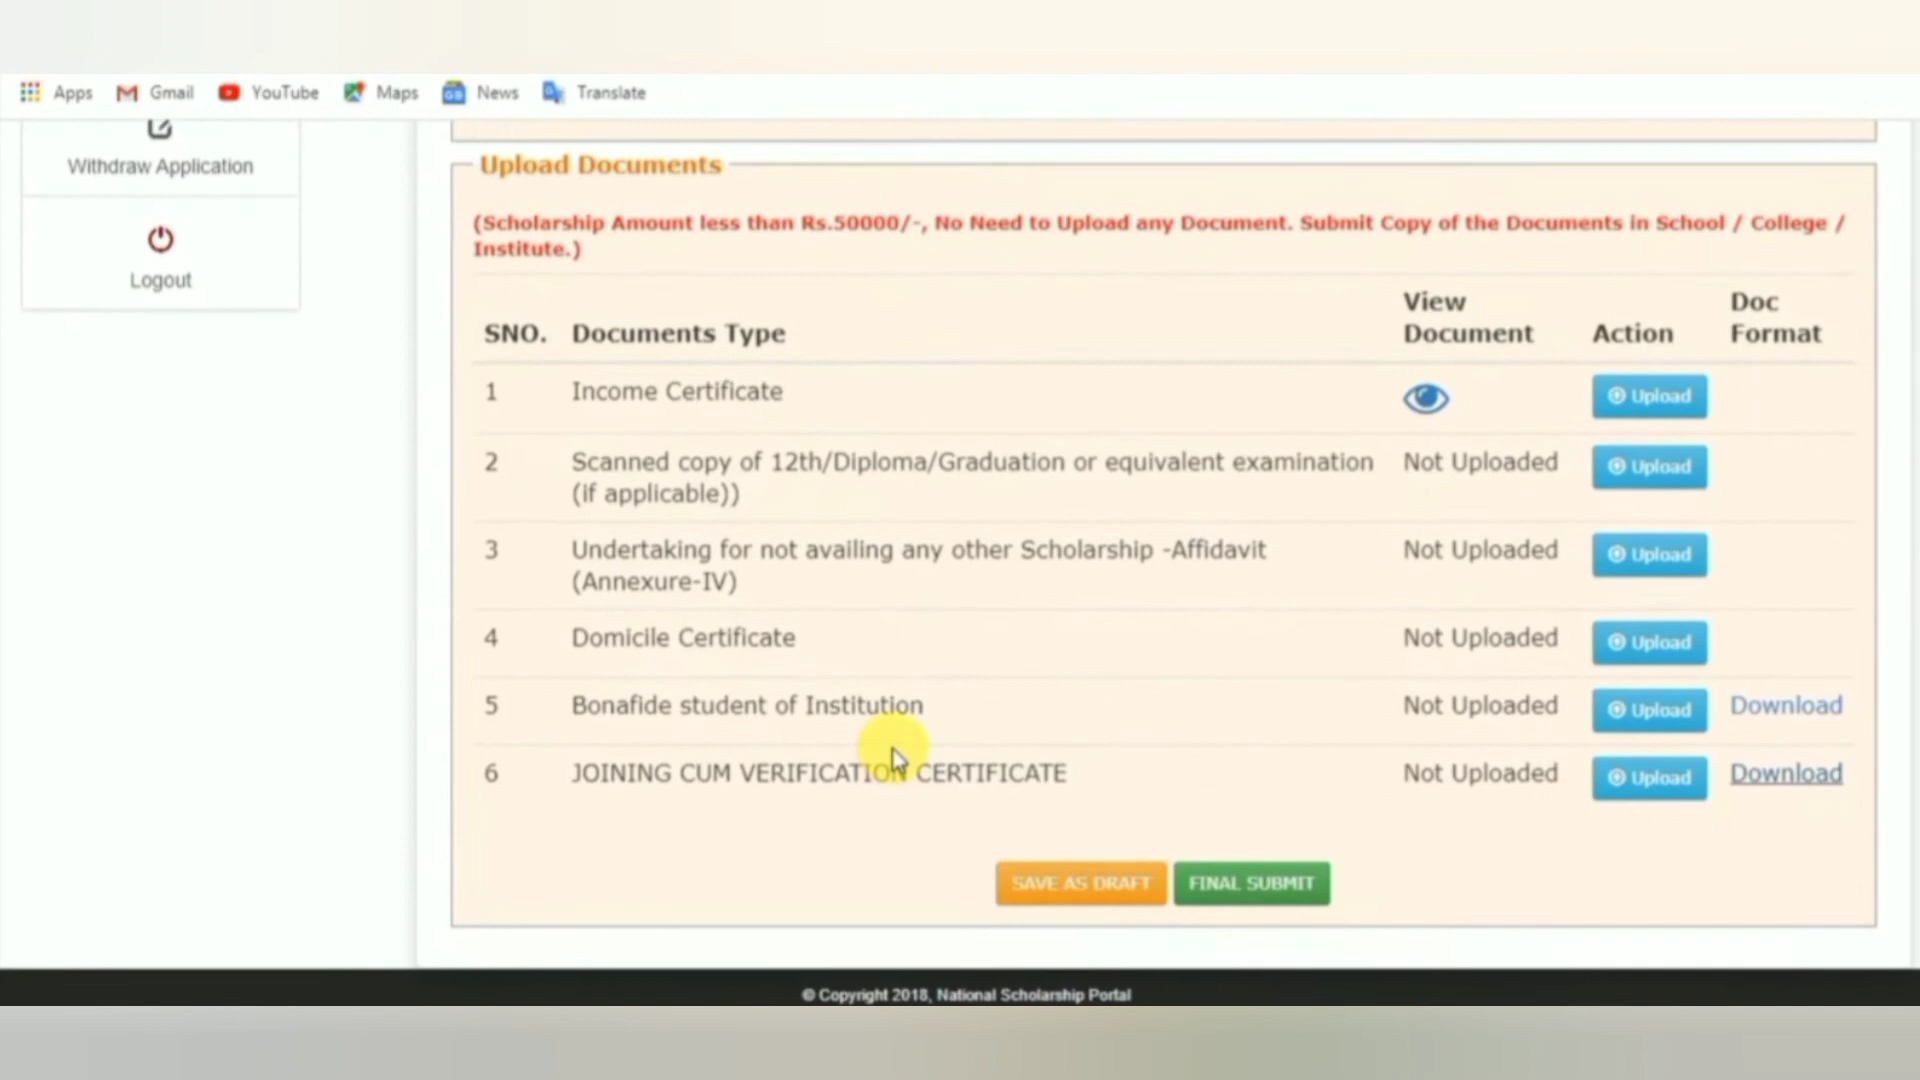 Apps Gmail YouTube Maps News Translate
Withdraw Application
Logout
Upload Documents
(Scholarship Amount less than Rs.50000/-, No Need to Upload any Document. Submit Copy of the Documents in School / College /
Institute.)
SNO. Documents Type View Document Action Doc Format
1 Income Certificate Upload
2 Scanned copy of 12th/Diploma/Graduation or equivalent examination Not Uploaded Upload
(if applicable))
3 Undertaking for not availing any other Scholarship -Affidavit Not Uploaded Upload
(Annexure-IV)
4 Domicile Certificate Not Uploaded Upload
5 Bonafide student of Institution Not Uploaded Upload Download
6 JOINING CUM VERIFICATION CERTIFICATE Not Uploaded Upload Download
SAVE AS DRAFT FINAL SUBMIT
© Copyright 2018, National Scholarship Portal